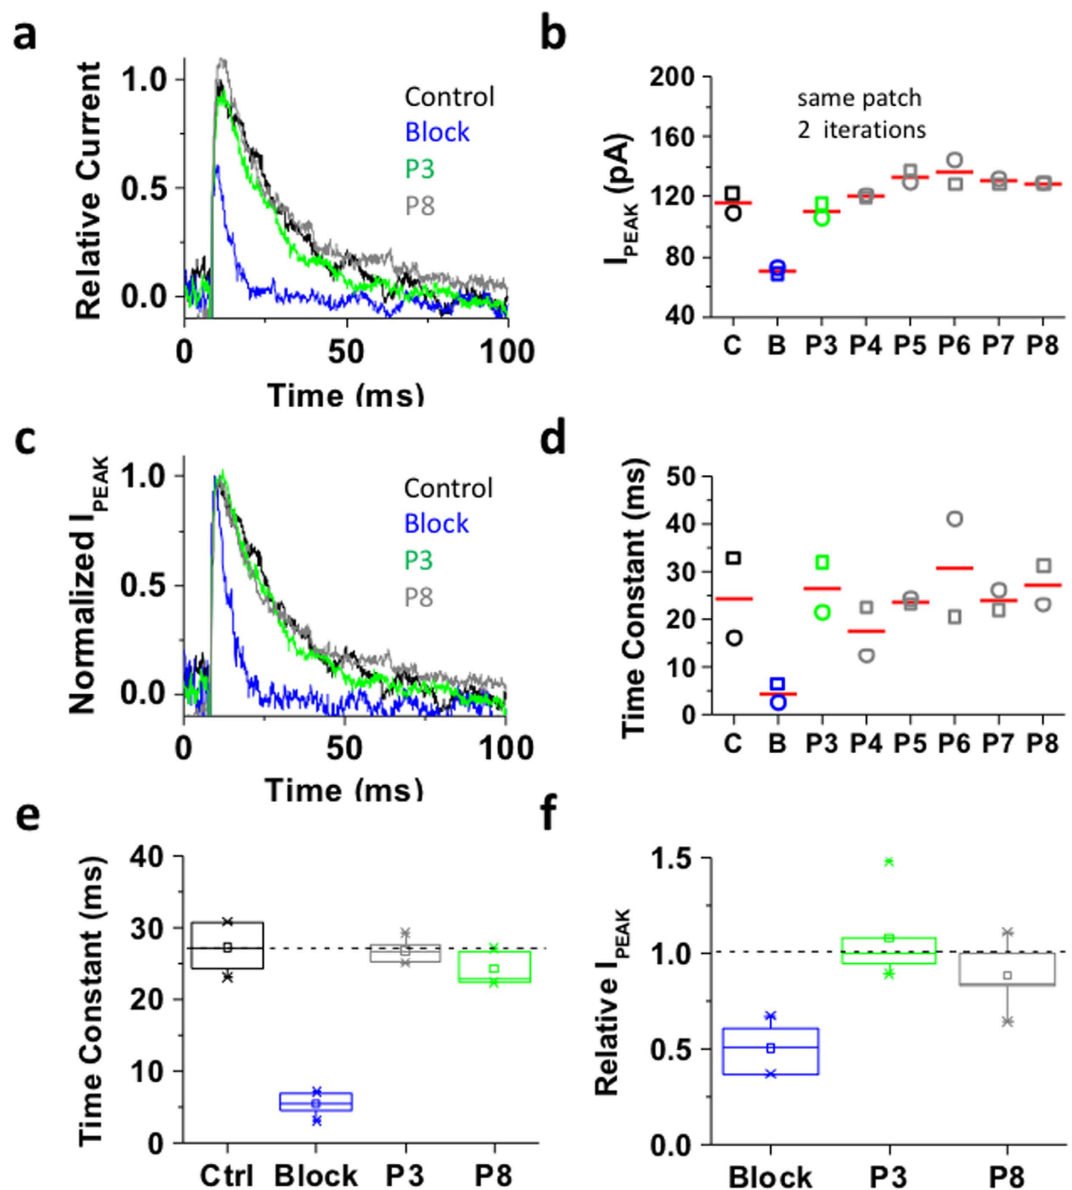 a
Relative Current
1.0
0.5
0.0
Control
Block
P3
P8
0 50 100
Time (ms)
b
I PEAK (pA)
200
160
120
80
40
same patch
2 iterations
C B P3 P4 P5 P6 P7 P8
c
Normalized I PEAK
1.0
0.5
0.0
Control
Block
P3
P8
0 50 100
Time (ms)
d
Time Constant (ms)
50
40
30
20
10
0
C B P3 P4 P5 P6 P7 P8
e
Time Constant (ms)
40
30
20
10
0
Ctrl Block P3 P8
f
Relative I PEAK
1.5
1.0
0.5
0.0
Block P3 P8